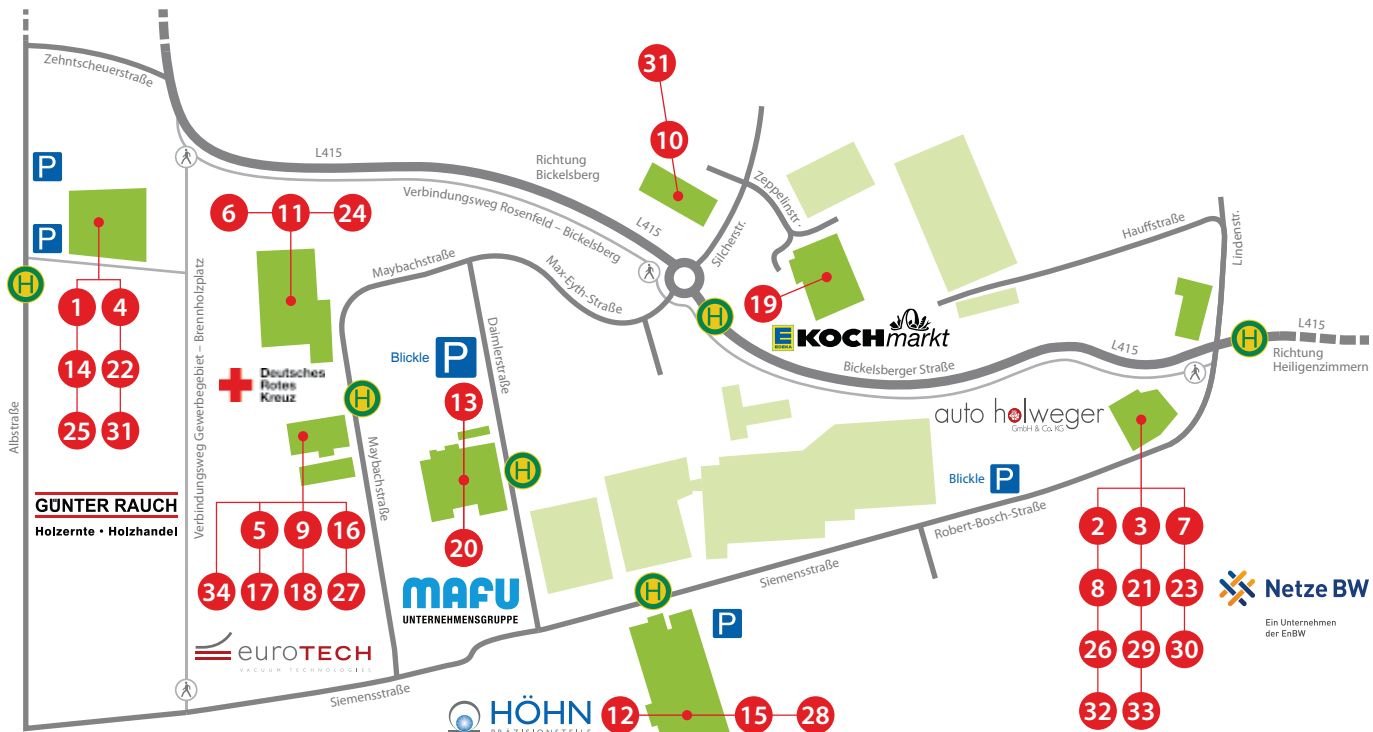 Zehntscheuerstraße
31
10
L415
Richtung
Bickelsberg
Verbindungsweg Rosenfeld – Bickelsberg
L415
Silcherstr.
Zeppelinstr.
Hauffstraße
Lindenstr.
P
P
H
6
11
24
Maybachstraße
Max-Eyth-Straße
Daimlerstraße
1
4
14
22
25
31
Albstraße
Verbindungsweg Gewerbegebiet – Brennholzplatz
19
H
E
EDEKA
KOCHmarkt
Bickelsberger Straße
L415
H
L415
Richtung
Heiligenzimmern
Blickle
P
Deutsches
Rotes
Kreuz
H
Maybachstraße
13
20
H
auto holweger
GmbH & Co. KG
Blickle
P
Robert-Bosch-Straße
GÜNTER RAUCH
Holzernte • Holzhandel
5
9
16
34
17
18
27
MAFU
UNTERNEHMENSGRUPPE
Siemensstraße
H
P
2
3
7
8
21
23
26
29
30
32
33
Netze BW
Ein Unternehmen
der EnBW
euroTECH
VACUUM TECHNOLOGIES
Siemensstraße
HÖHN
PRÄZISIONSTEILE
12
15
28